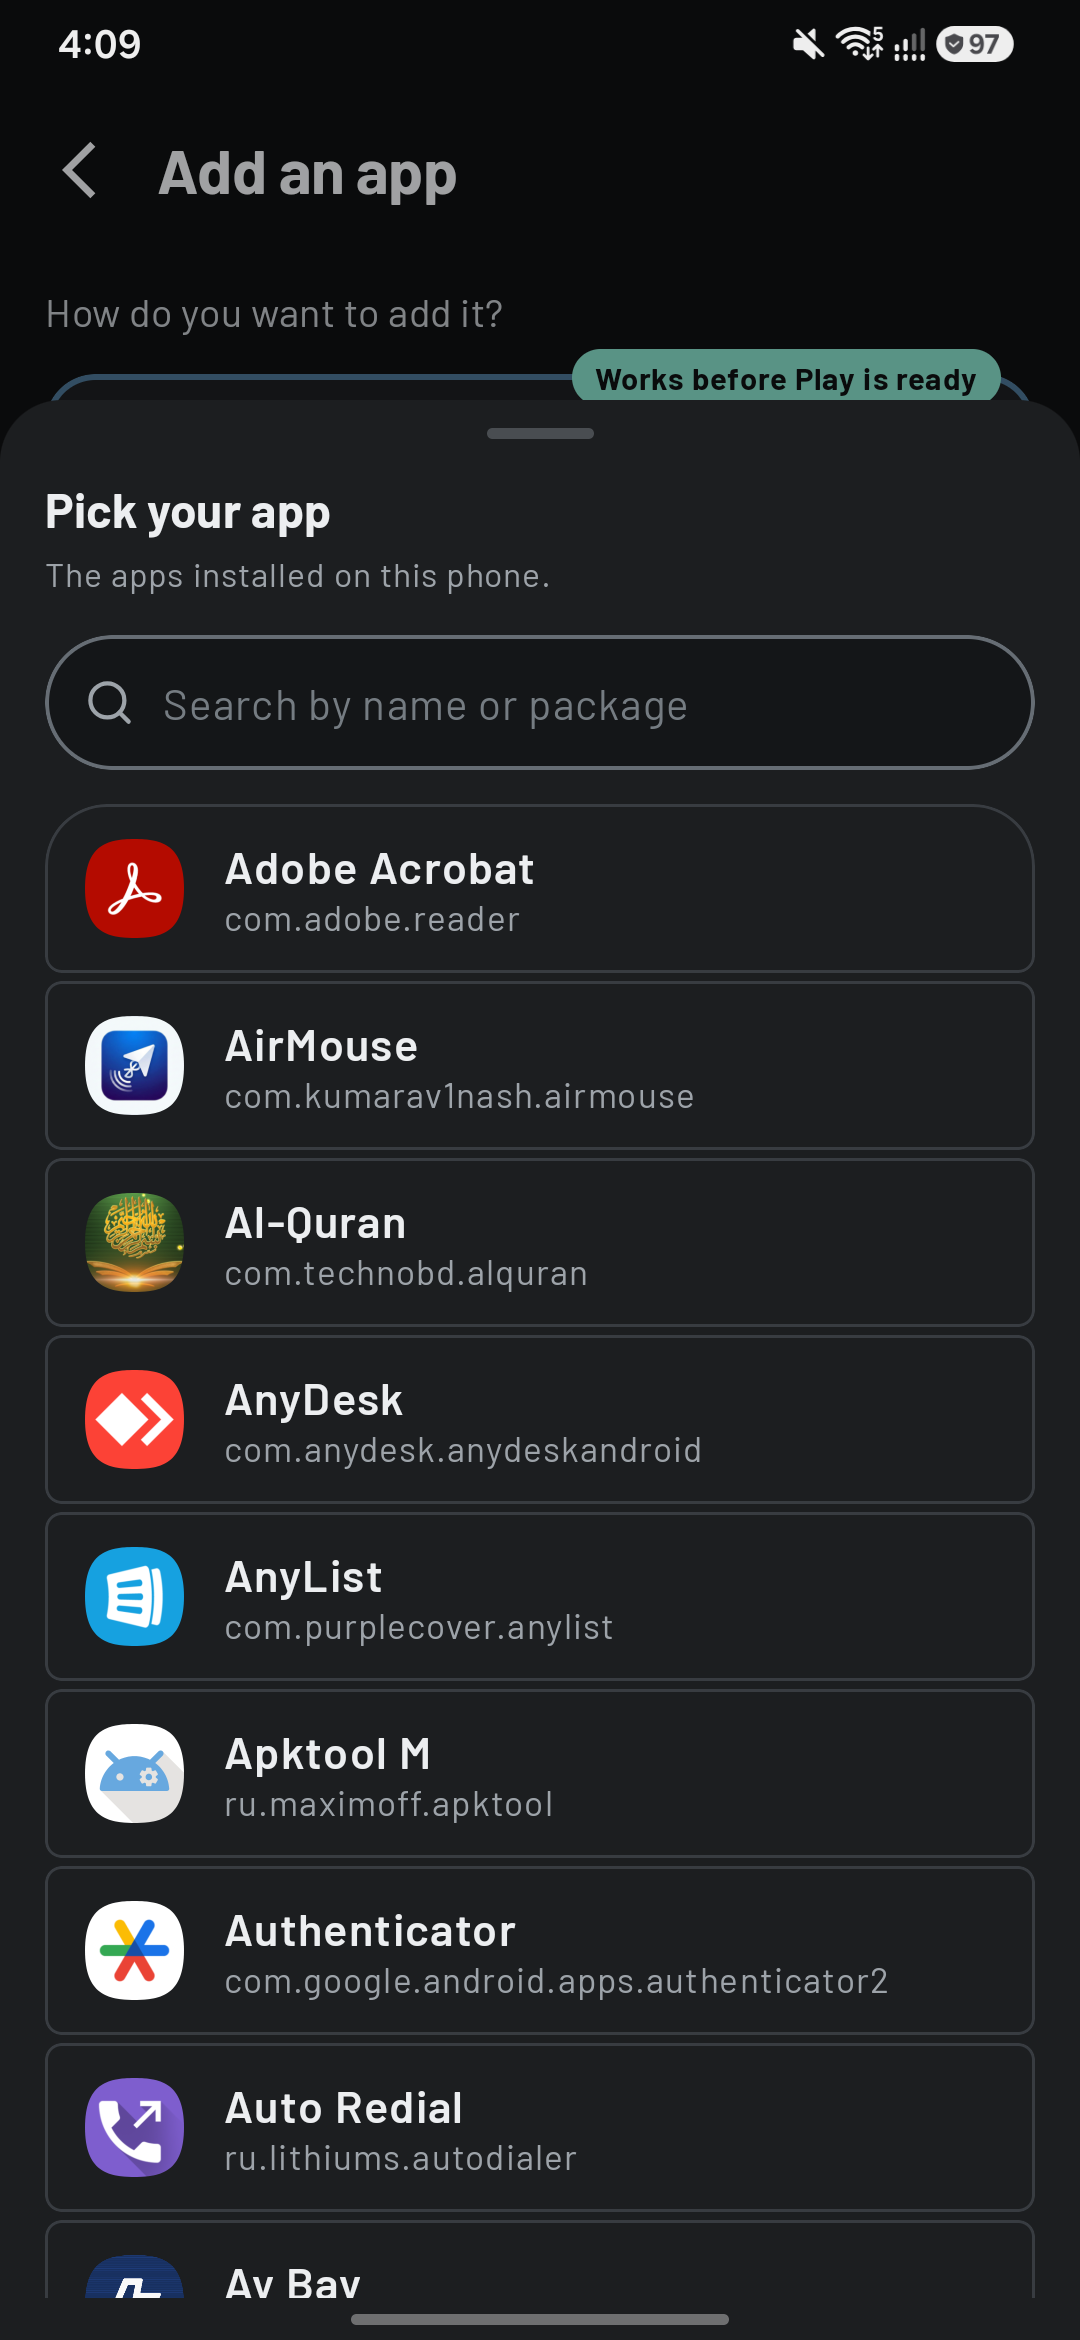 4:09
5
97
Add an app
How do you want to add it?
Works before Play is ready
Pick your app
The apps installed on this phone.
Search by name or package
Adobe Acrobat
com.adobe.reader
AirMouse
com.kumarav1nash.airmouse
Al-Quran
com.technobd.alquran
AnyDesk
com.anydesk.anydeskandroid
AnyList
com.purplecover.anylist
Apktool M
ru.maximoff.apktool
Authenticator
com.google.android.apps.authenticator2
Auto Redial
ru.lithiums.autodialer